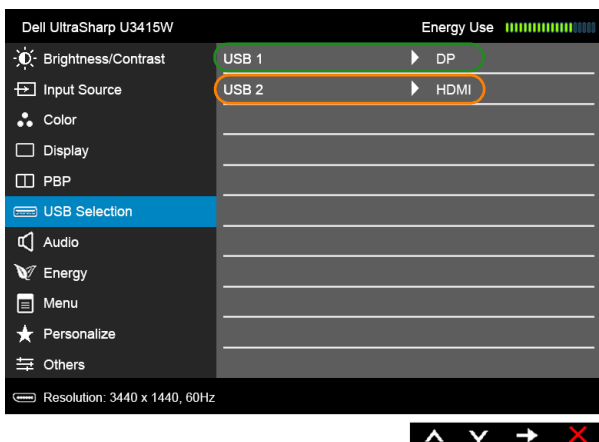 Dell UltraSharp U3415W Energy Use
Brightness/Contrast USB 1 DP
Input Source USB 2 HDMI
Color
Display
PBP
USB Selection
Audio
Energy
Menu
Personalize
Others
Resolution: 3440 x 1440, 60Hz